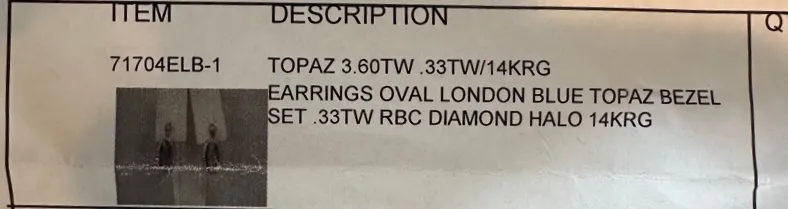 ITEM DESCRIPTION Q
71704ELB-1 TOPAZ 3.60TW .33TW/14KRG
EARRINGS OVAL LONDON BLUE TOPAZ BEZEL
SET .33TW RBC DIAMOND HALO 14KRG